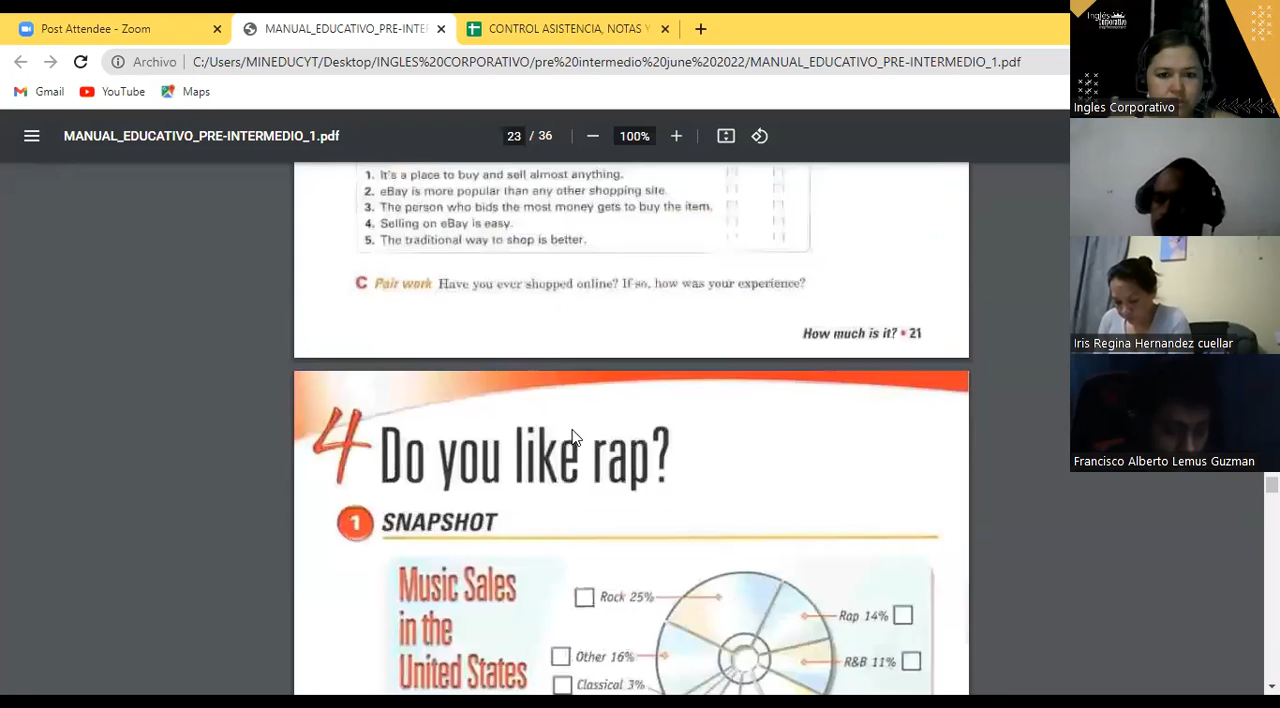 Post Attendee - Zoom
MANUAL_EDUCATIVO_PRE-INTER
CONTROL ASISTENCIA, NOTAS Y
Archivo
C:/Users/MINEDUCYT/Desktop/INGLES%20CORPORATIVO/pre%20intermedio%20june%202022/MANUAL_EDUCATIVO_PRE-INTERMEDIO_1.pdf
Gmail
YouTube
Maps
MANUAL_EDUCATIVO_PRE-INTERMEDIO_1.pdf
23 / 36
100%
1. It's a place to buy and sell almost anything.
2. eBay is more popular than any other shopping site.
3. The person who bids the most money gets to buy the item.
4. Selling on eBay is easy.
5. The traditional way to shop is better.
C Pair work Have you ever shopped online? If so, how was your experience?
How much is it? • 21
4 Do you like rap?
1 SNAPSHOT
Music Sales
in the
United States
Rock 25%
Rap 14%
Other 16%
R&B 11%
Classical 3%
Inglés
Corporativo
Ingles Corporativo
Iris Regina Hernandez cuellar
Francisco Alberto Lemus Guzman